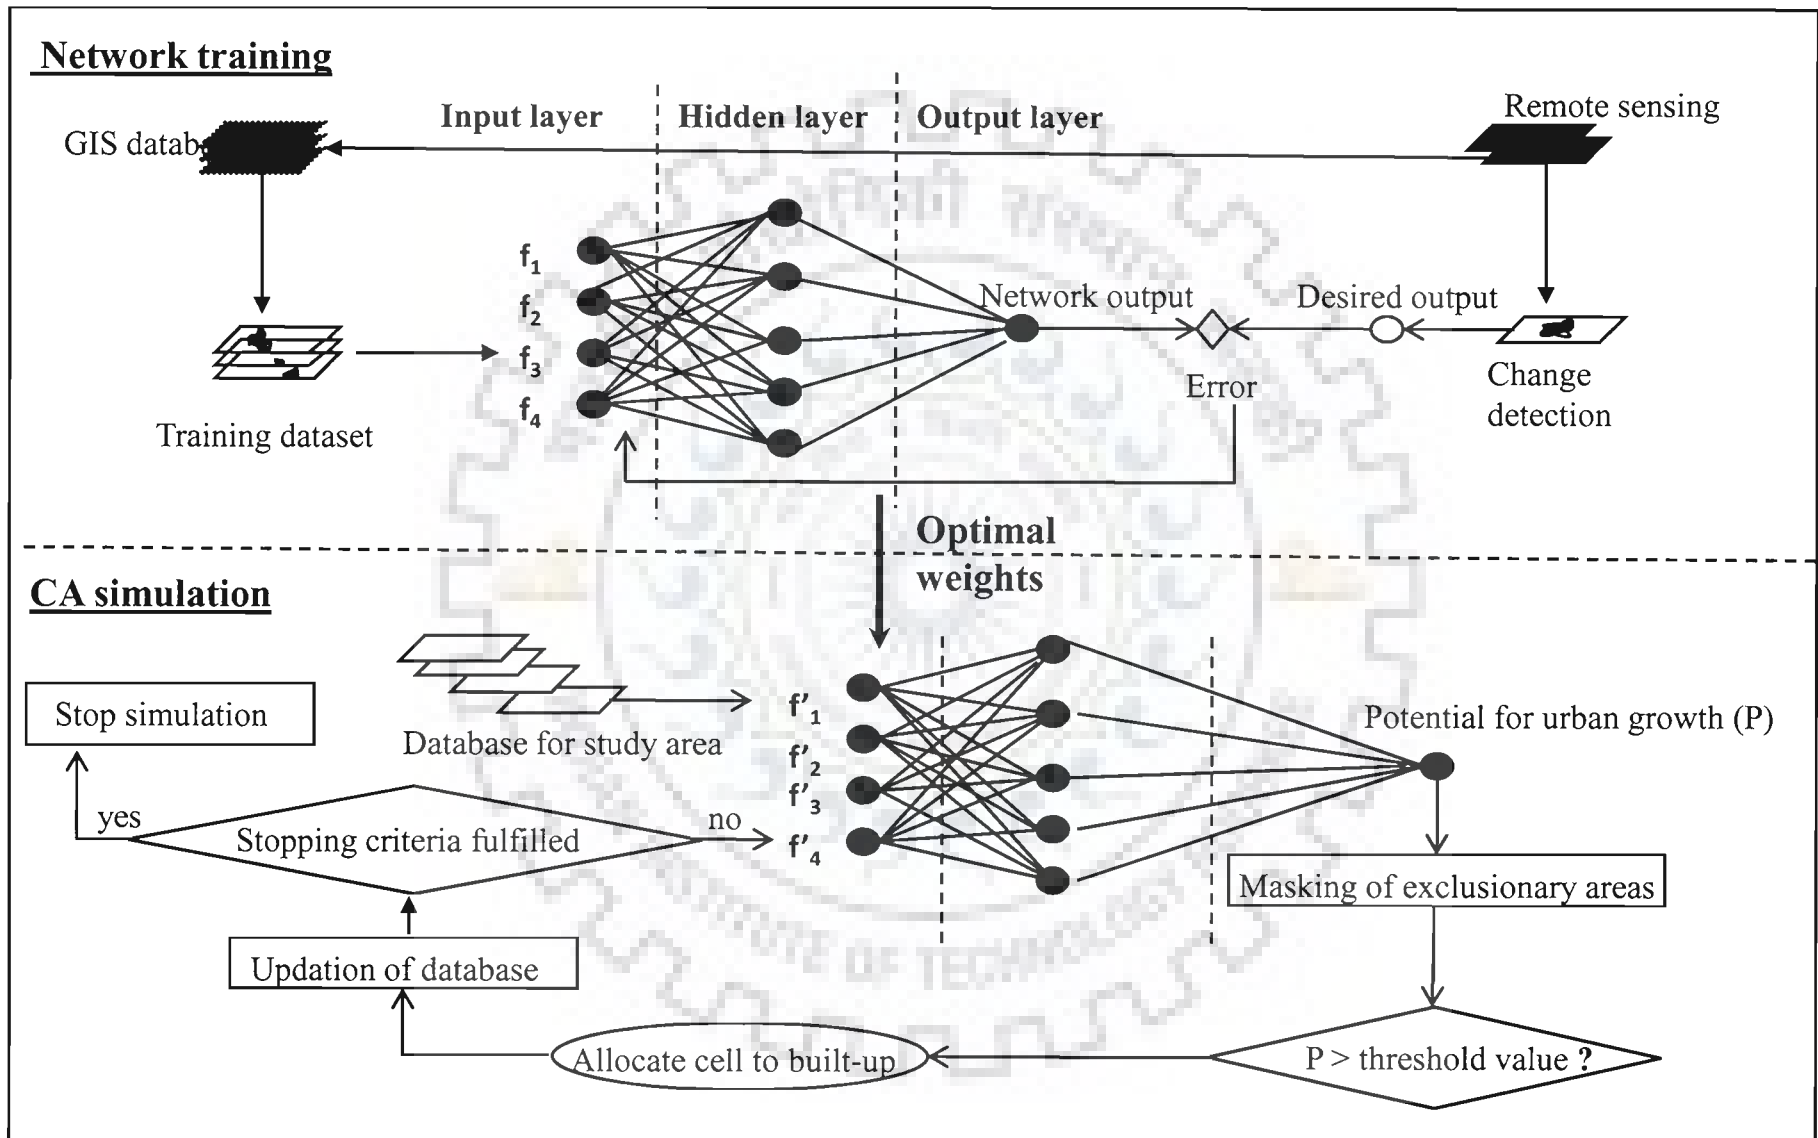 Network training
Input layer
Hidden layer
Output layer
Remote sensing
GIS datab
f1
f2
f3
f4
Network output
Desired output
Error
Change
detection
Training dataset
Optimal
weights
CA simulation
Stop simulation
Database for study area
f'1
f'2
f'3
f'4
Potential for urban growth (P)
yes
Stopping criteria fulfilled
no
Masking of exclusionary areas
Updation of database
Allocate cell to built-up
P > threshold value ?
OF TECHNOLOGY